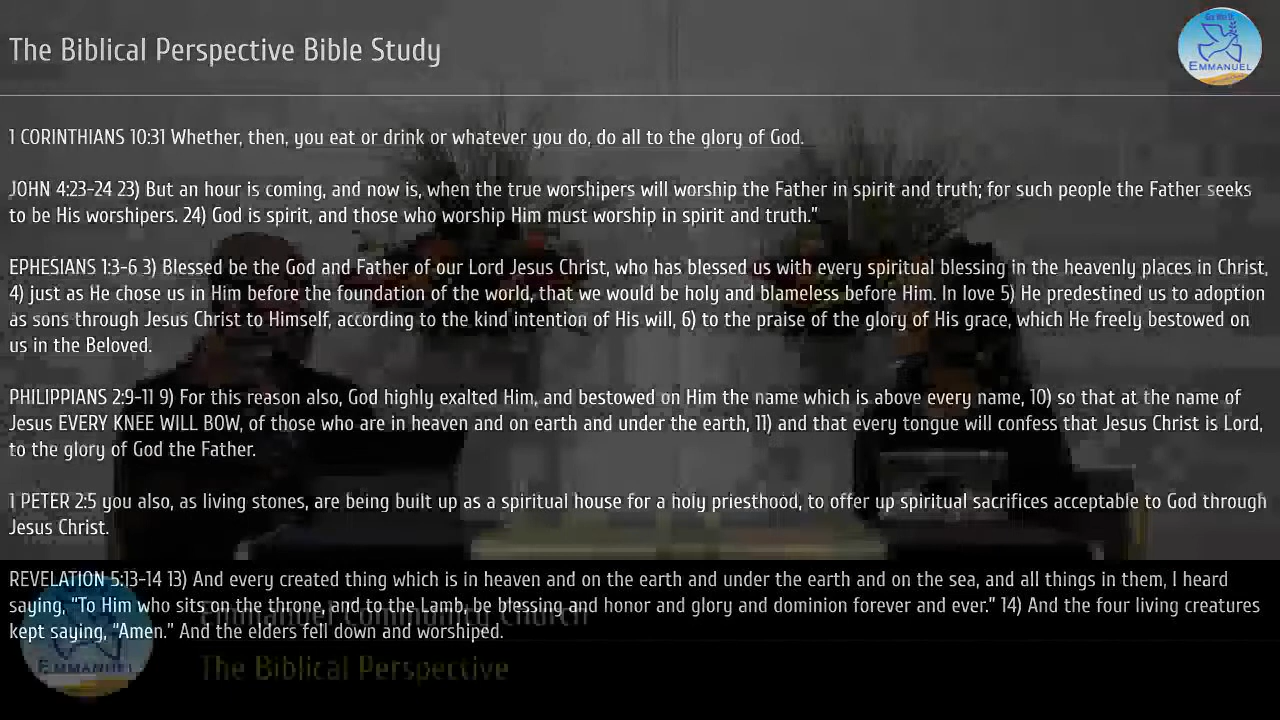 The Biblical Perspective Bible Study
God With Us
EMMANUEL
1 CORINTHIANS 10:31 Whether, then, you eat or drink or whatever you do, do all to the glory of God.
JOHN 4:23-24 23) But an hour is coming, and now is, when the true worshipers will worship the Father in spirit and truth; for such people the Father seeks
to be His worshipers. 24) God is spirit, and those who worship Him must worship in spirit and truth.”
EPHESIANS 1:3-6 3) Blessed be the God and Father of our Lord Jesus Christ, who has blessed us with every spiritual blessing in the heavenly places in Christ,
4) just as He chose us in Him before the foundation of the world, that we would be holy and blameless before Him. In love 5) He predestined us to adoption
as sons through Jesus Christ to Himself, according to the kind intention of His will, 6) to the praise of the glory of His grace, which He freely bestowed on
us in the Beloved.
PHILIPPIANS 2:9-11 9) For this reason also, God highly exalted Him, and bestowed on Him the name which is above every name, 10) so that at the name of
Jesus EVERY KNEE WILL BOW, of those who are in heaven and on earth and under the earth, 11) and that every tongue will confess that Jesus Christ is Lord,
to the glory of God the Father.
1 PETER 2:5 you also, as living stones, are being built up as a spiritual house for a holy priesthood, to offer up spiritual sacrifices acceptable to God through
Jesus Christ.
REVELATION 5:13-14 13) And every created thing which is in heaven and on the earth and under the earth and on the sea, and all things in them, I heard
saying, “To Him who sits on the throne, and to the Lamb, be blessing and honor and glory and dominion forever and ever.” 14) And the four living creatures
kept saying, “Amen.” And the elders fell down and worshiped.
Emmanuel Community Church
The Biblical Perspective
EMMANUEL